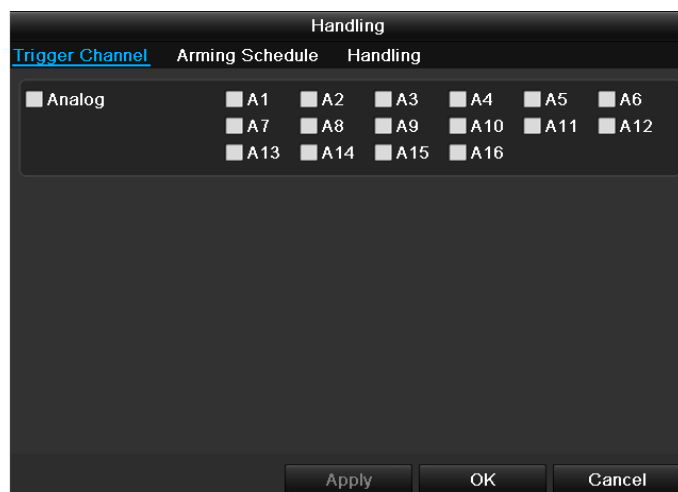 Handling
Trigger Channel Arming Schedule Handling
Analog A1 A2 A3 A4 A5 A6
A7 A8 A9 A10 A11 A12
A13 A14 A15 A16
Apply OK Cancel